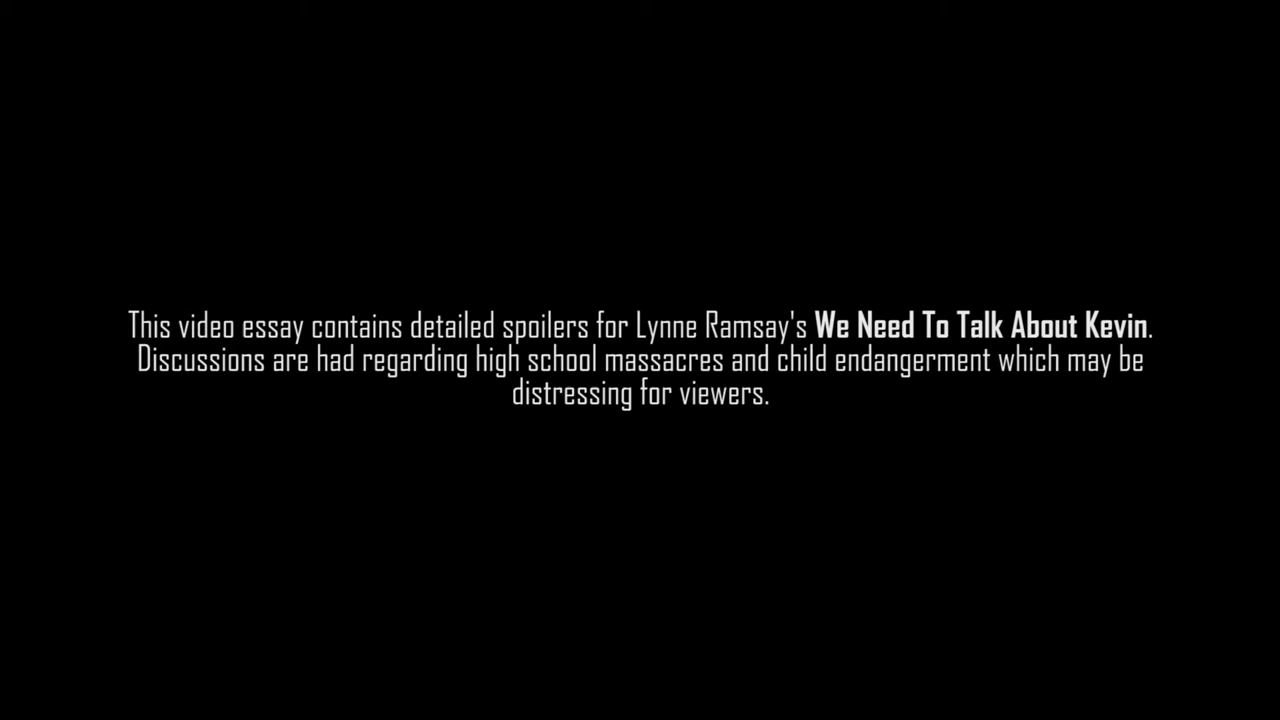 This video essay contains detailed spoilers for Lynne Ramsay's We Need To Talk About Kevin.
Discussions are had regarding high school massacres and child endangerment which may be
distressing for viewers.